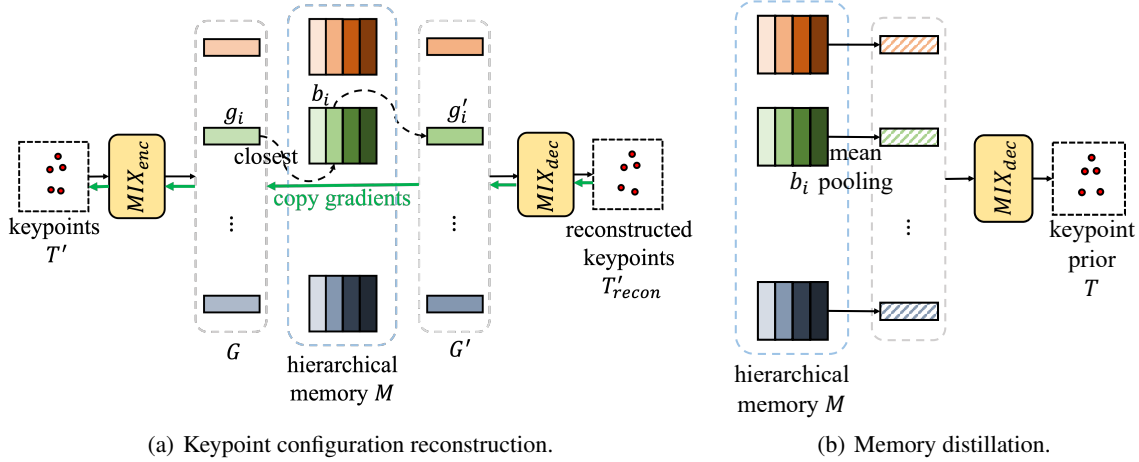 g_i
b_i
g'_i
closest
MIX_enc
copy gradients
MIX_dec
keypoints
T'
⋮
⋮
reconstructed
keypoints
T'_recon
G
G'
hierarchical
memory M
(a) Keypoint configuration reconstruction.
mean
b_i pooling
MIX_dec
⋮
keypoint
prior
T
hierarchical
memory M
(b) Memory distillation.